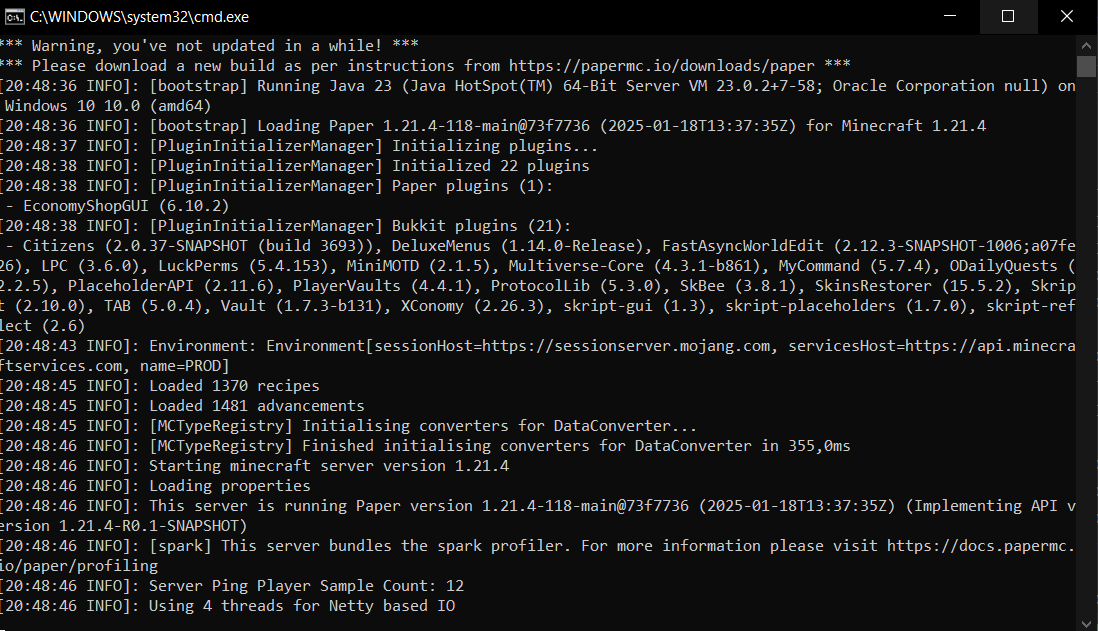 C:\WINDOWS\system32\cmd.exe
*** Warning, you've not updated in a while! ***
*** Please download a new build as per instructions from https://papermc.io/downloads/paper ***
[20:48:36 INFO]: [bootstrap] Running Java 23 (Java HotSpot(TM) 64-Bit Server VM 23.0.2+7-58; Oracle Corporation null) on
Windows 10 10.0 (amd64)
[20:48:36 INFO]: [bootstrap] Loading Paper 1.21.4-118-main@73f7736 (2025-01-18T13:37:35Z) for Minecraft 1.21.4
[20:48:37 INFO]: [PluginInitializerManager] Initializing plugins...
[20:48:38 INFO]: [PluginInitializerManager] Initialized 22 plugins
[20:48:38 INFO]: [PluginInitializerManager] Paper plugins (1):
- EconomyShopGUI (6.10.2)
[20:48:38 INFO]: [PluginInitializerManager] Bukkit plugins (21):
- Citizens (2.0.37-SNAPSHOT (build 3693)), DeluxeMenus (1.14.0-Release), FastAsyncWorldEdit (2.12.3-SNAPSHOT-1006;a07fe
26), LPC (3.6.0), LuckPerms (5.4.153), MiniMOTD (2.1.5), Multiverse-Core (4.3.1-b861), MyCommand (5.7.4), ODailyQuests (
2.2.5), PlaceholderAPI (2.11.6), PlayerVaults (4.4.1), ProtocolLib (5.3.0), SkBee (3.8.1), SkinsRestorer (15.5.2), Skrip
t (2.10.0), TAB (5.0.4), Vault (1.7.3-b131), XConomy (2.26.3), skript-gui (1.3), skript-placeholders (1.7.0), skript-ref
lect (2.6)
[20:48:43 INFO]: Environment: Environment[sessionHost=https://sessionserver.mojang.com, servicesHost=https://api.minecra
ftservices.com, name=PROD]
[20:48:45 INFO]: Loaded 1370 recipes
[20:48:45 INFO]: Loaded 1481 advancements
[20:48:45 INFO]: [MCTypeRegistry] Initialising converters for DataConverter...
[20:48:46 INFO]: [MCTypeRegistry] Finished initialising converters for DataConverter in 355,0ms
[20:48:46 INFO]: Starting minecraft server version 1.21.4
[20:48:46 INFO]: Loading properties
[20:48:46 INFO]: This server is running Paper version 1.21.4-118-main@73f7736 (2025-01-18T13:37:35Z) (Implementing API v
ersion 1.21.4-R0.1-SNAPSHOT)
[20:48:46 INFO]: [spark] This server bundles the spark profiler. For more information please visit https://docs.papermc.
io/paper/profiling
[20:48:46 INFO]: Server Ping Player Sample Count: 12
[20:48:46 INFO]: Using 4 threads for Netty based IO